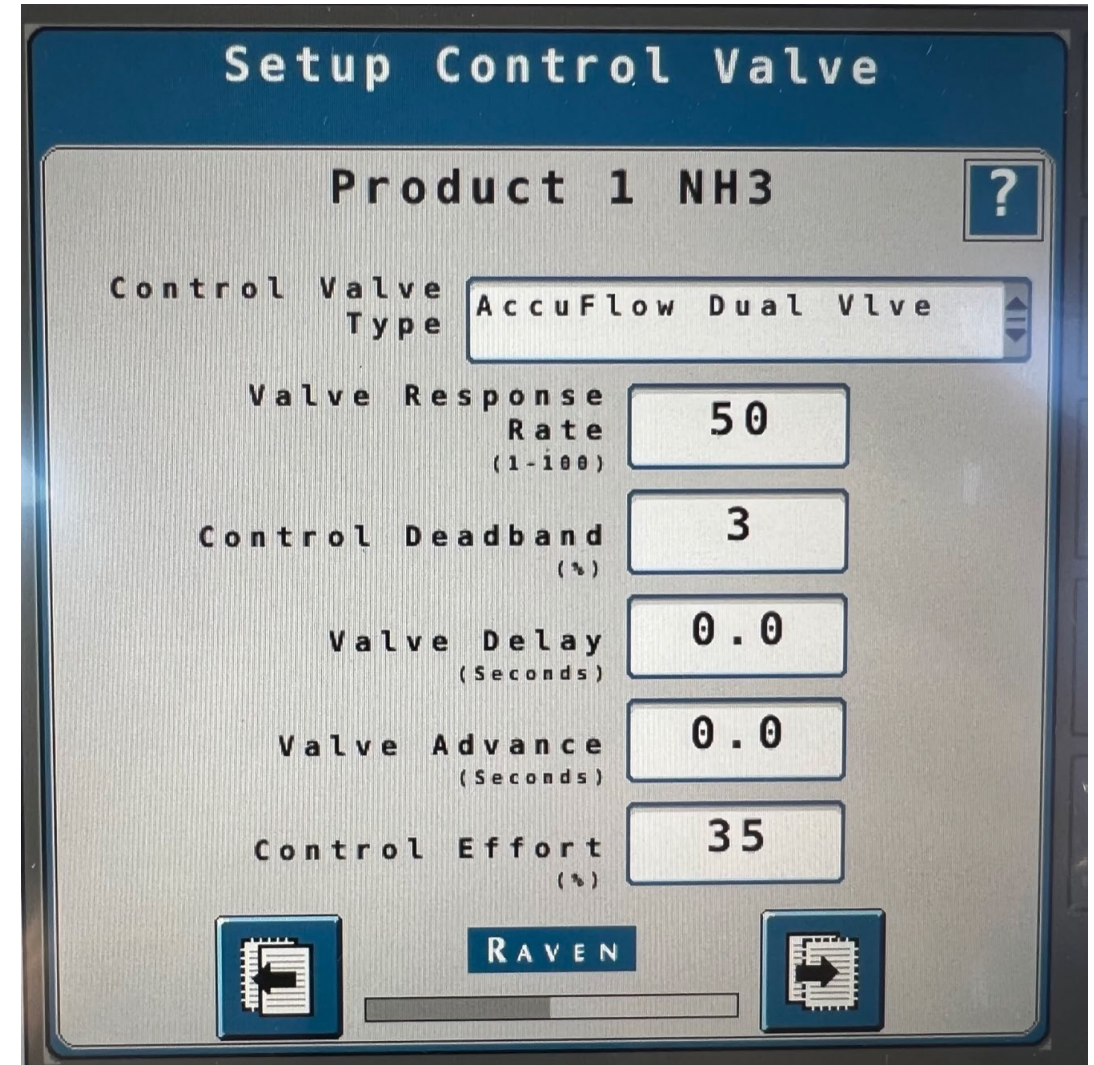 Setup Control Valve
Product 1 NH3
?
Control Valve
Type
AccuFlow Dual Vlve
Valve Response
Rate
(1-100)
50
Control Deadband
(%)
3
Valve Delay
(Seconds)
0.0
Valve Advance
(Seconds)
0.0
Control Effort
(%)
35
RAVEN